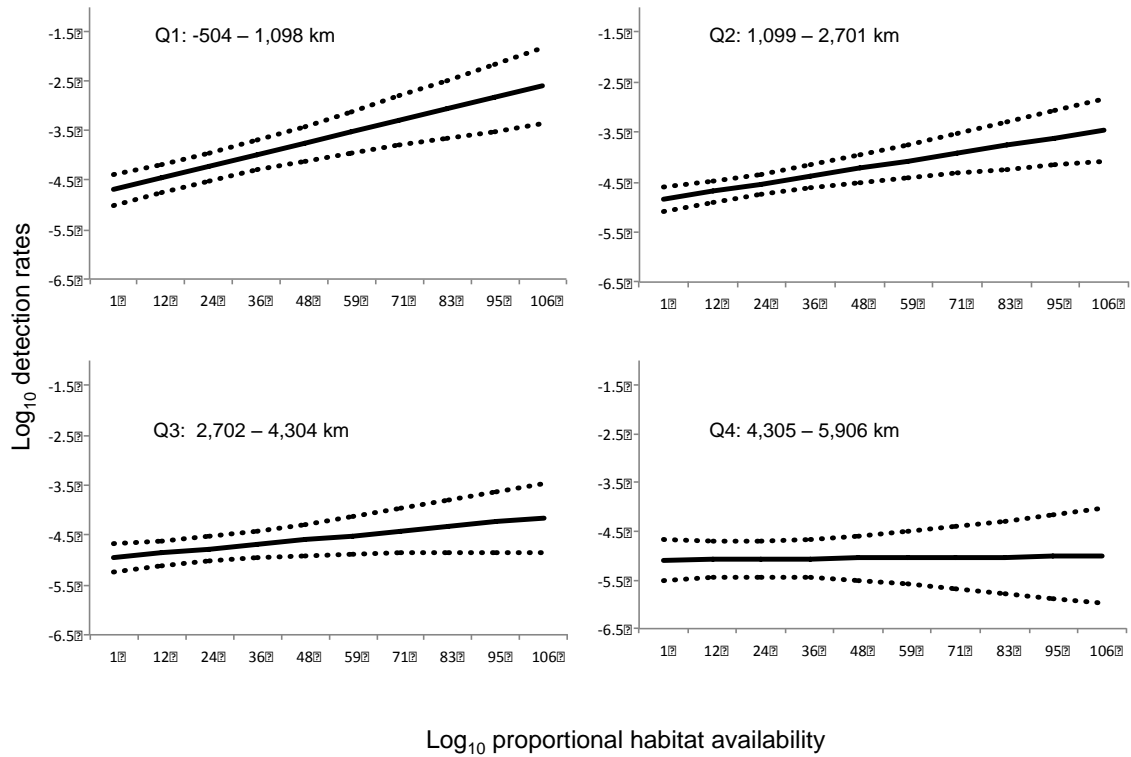 Q1: -504 – 1,098 km
-1.5
-2.5
-3.5
-4.5
-5.5
-6.5
1 12 24 36 48 59 71 83 95 106
Q2: 1,099 – 2,701 km
-1.5
-2.5
-3.5
-4.5
-5.5
-6.5
1 12 24 36 48 59 71 83 95 106
Log10 detection rates
Q3: 2,702 – 4,304 km
-1.5
-2.5
-3.5
-4.5
-5.5
-6.5
1 12 24 36 48 59 71 83 95 106
Q4: 4,305 – 5,906 km
-1.5
-2.5
-3.5
-4.5
-5.5
-6.5
1 12 24 36 48 59 71 83 95 106
Log10 proportional habitat availability